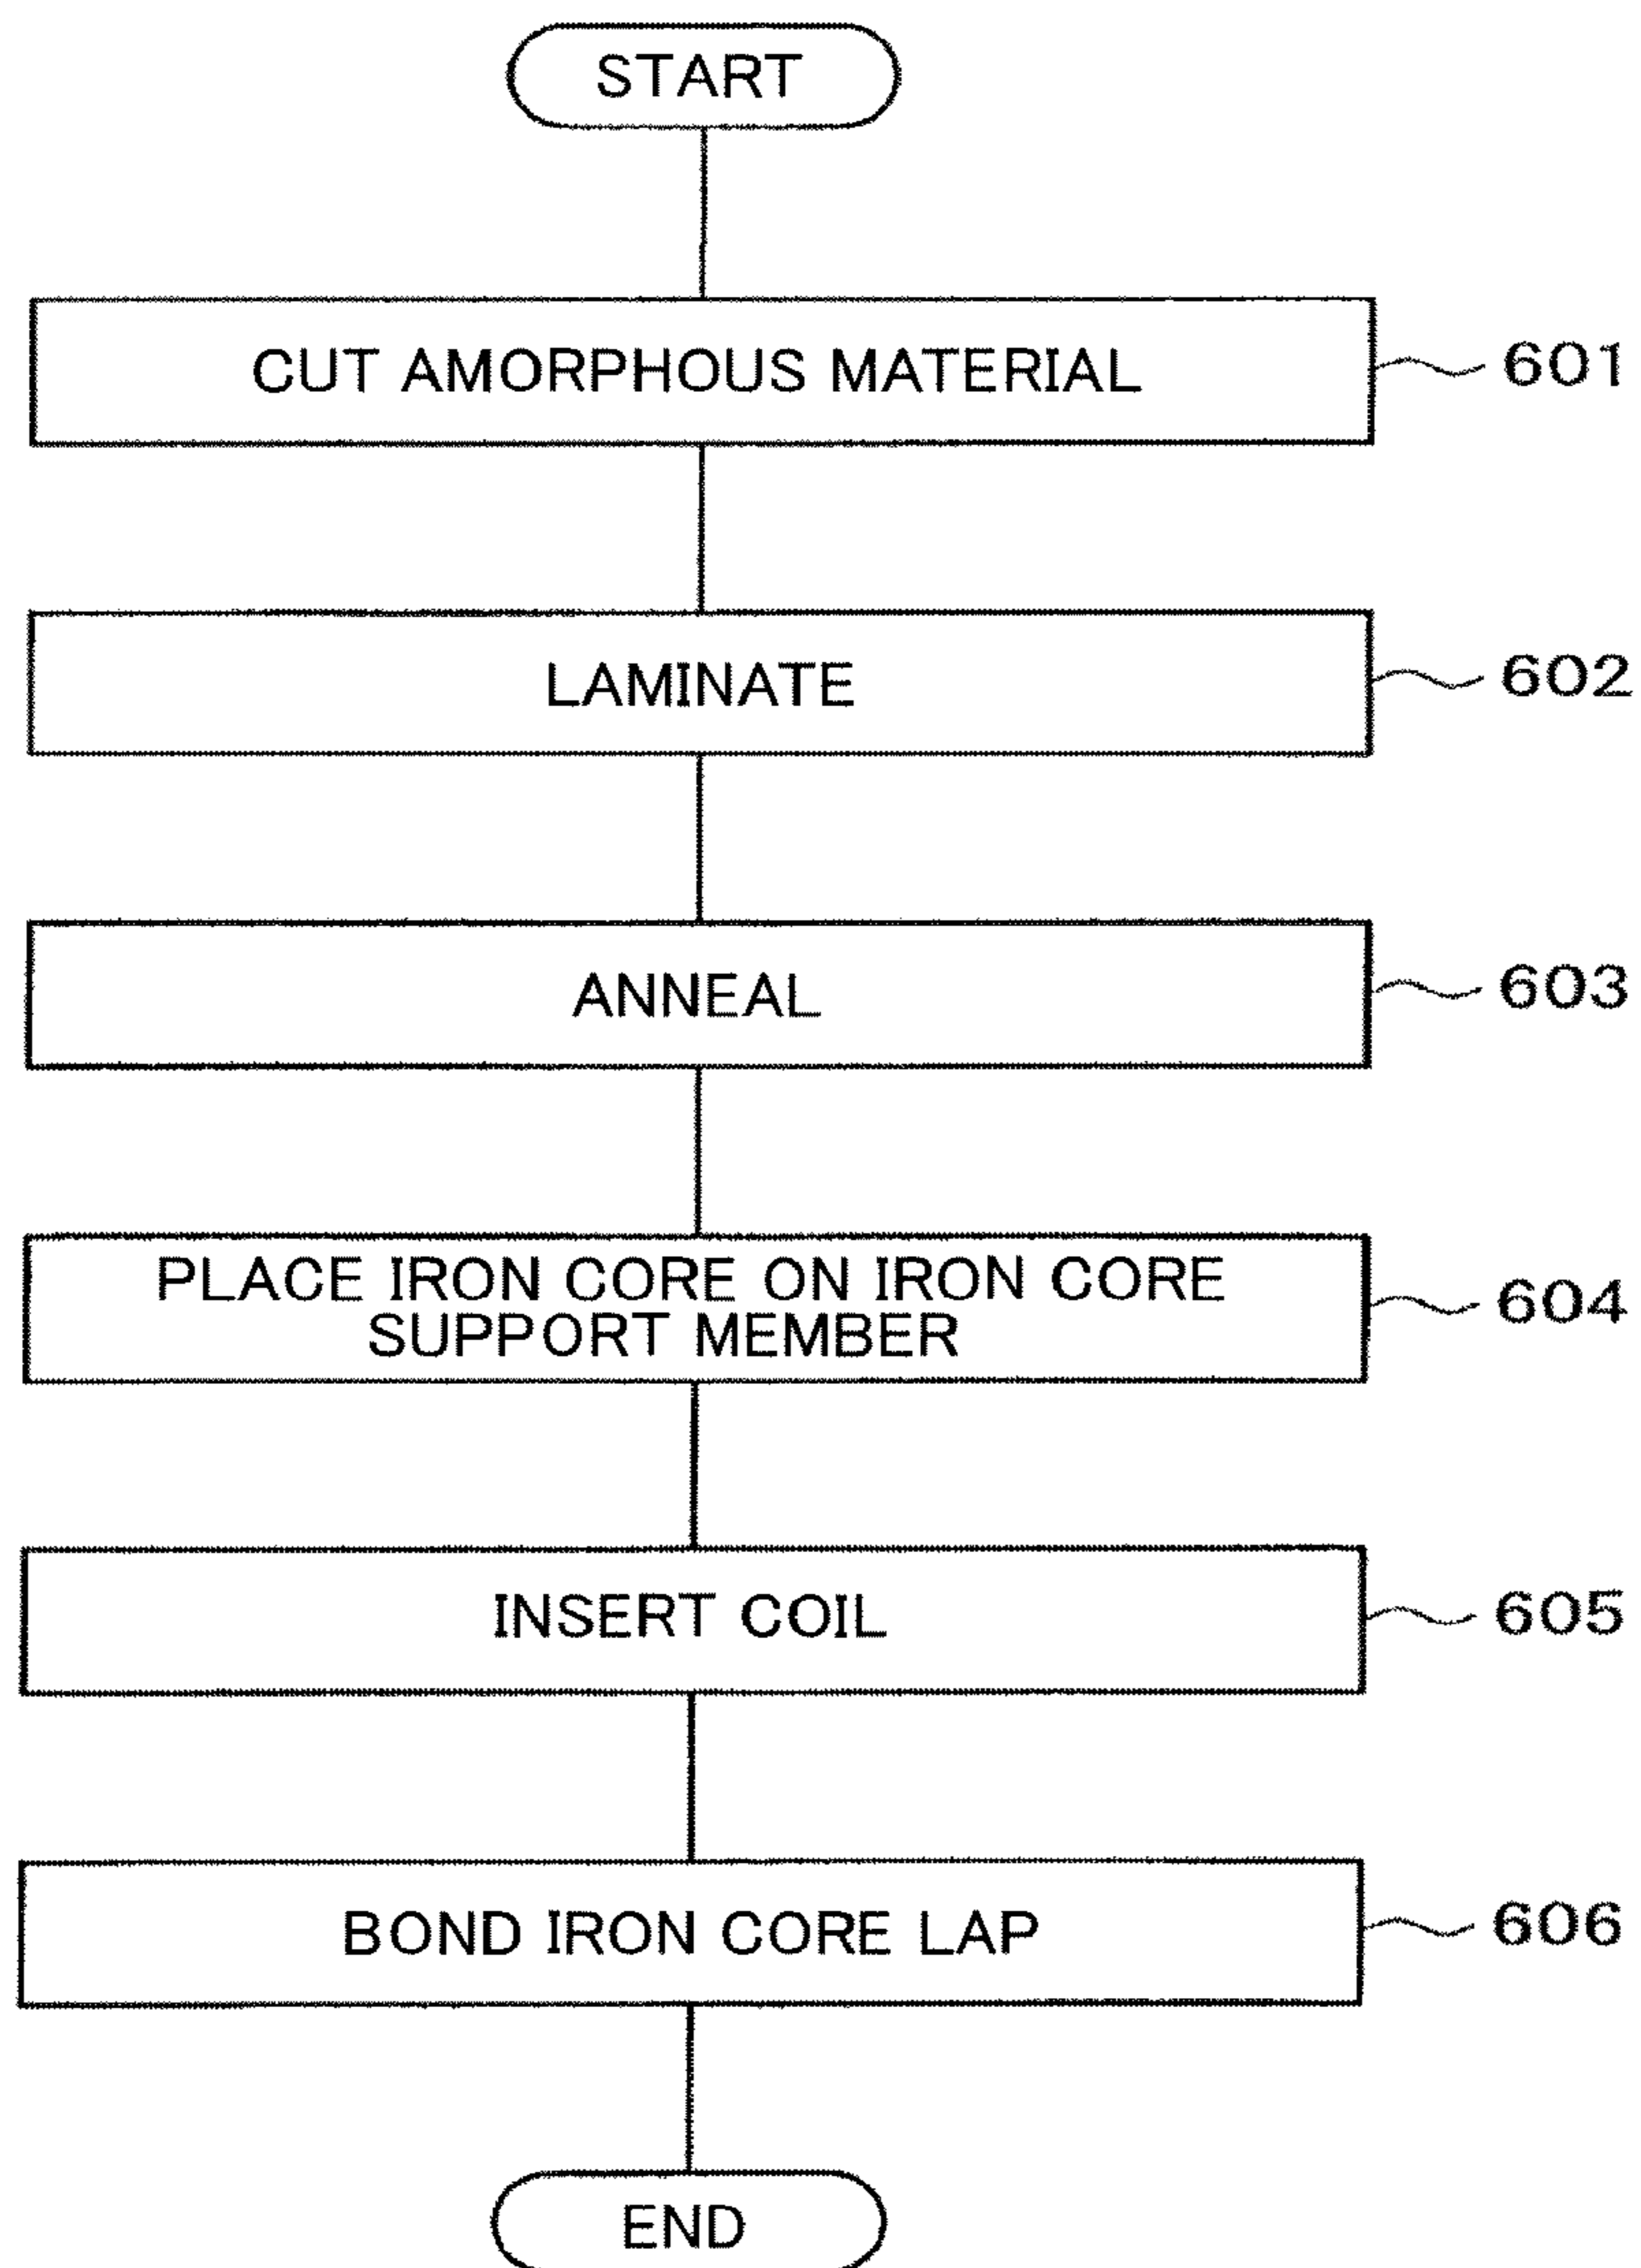 START
CUT AMORPHOUS MATERIAL
601
LAMINATE
602
ANNEAL
603
PLACE IRON CORE ON IRON CORE
SUPPORT MEMBER
604
INSERT COIL
605
BOND IRON CORE LAP
606
END